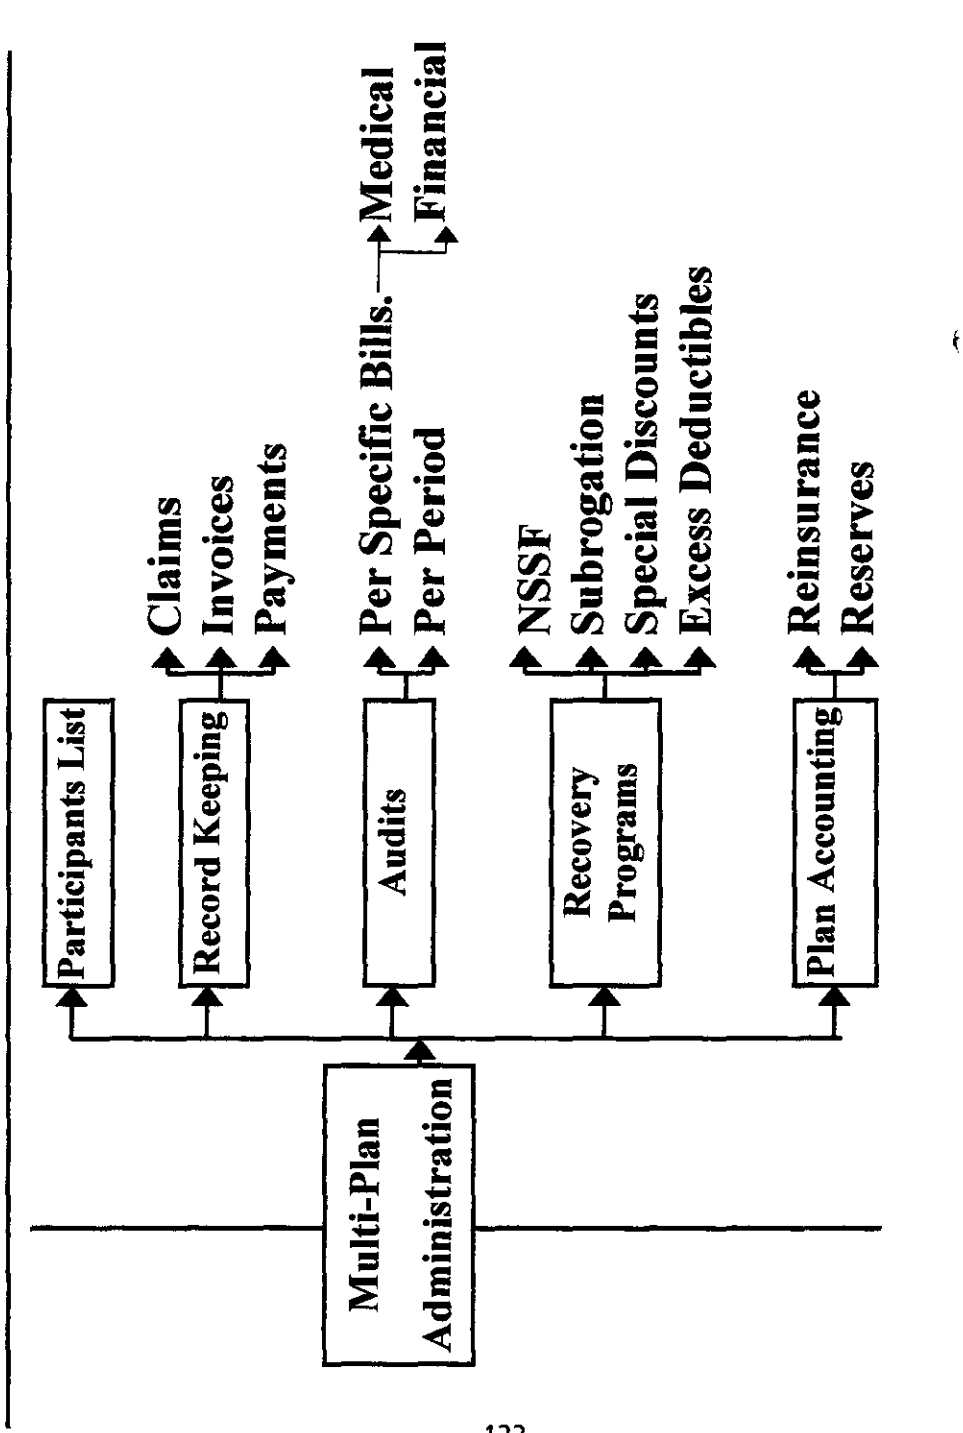 Multi-Plan
Administration
Participants List
Record Keeping
Claims
Invoices
Payments
Audits
Per Specific Bills.
Per Period
Medical
Financial
Recovery
Programs
NSSF
Subrogation
Special Discounts
Excess Deductibles
Plan Accounting
Reinsurance
Reserves